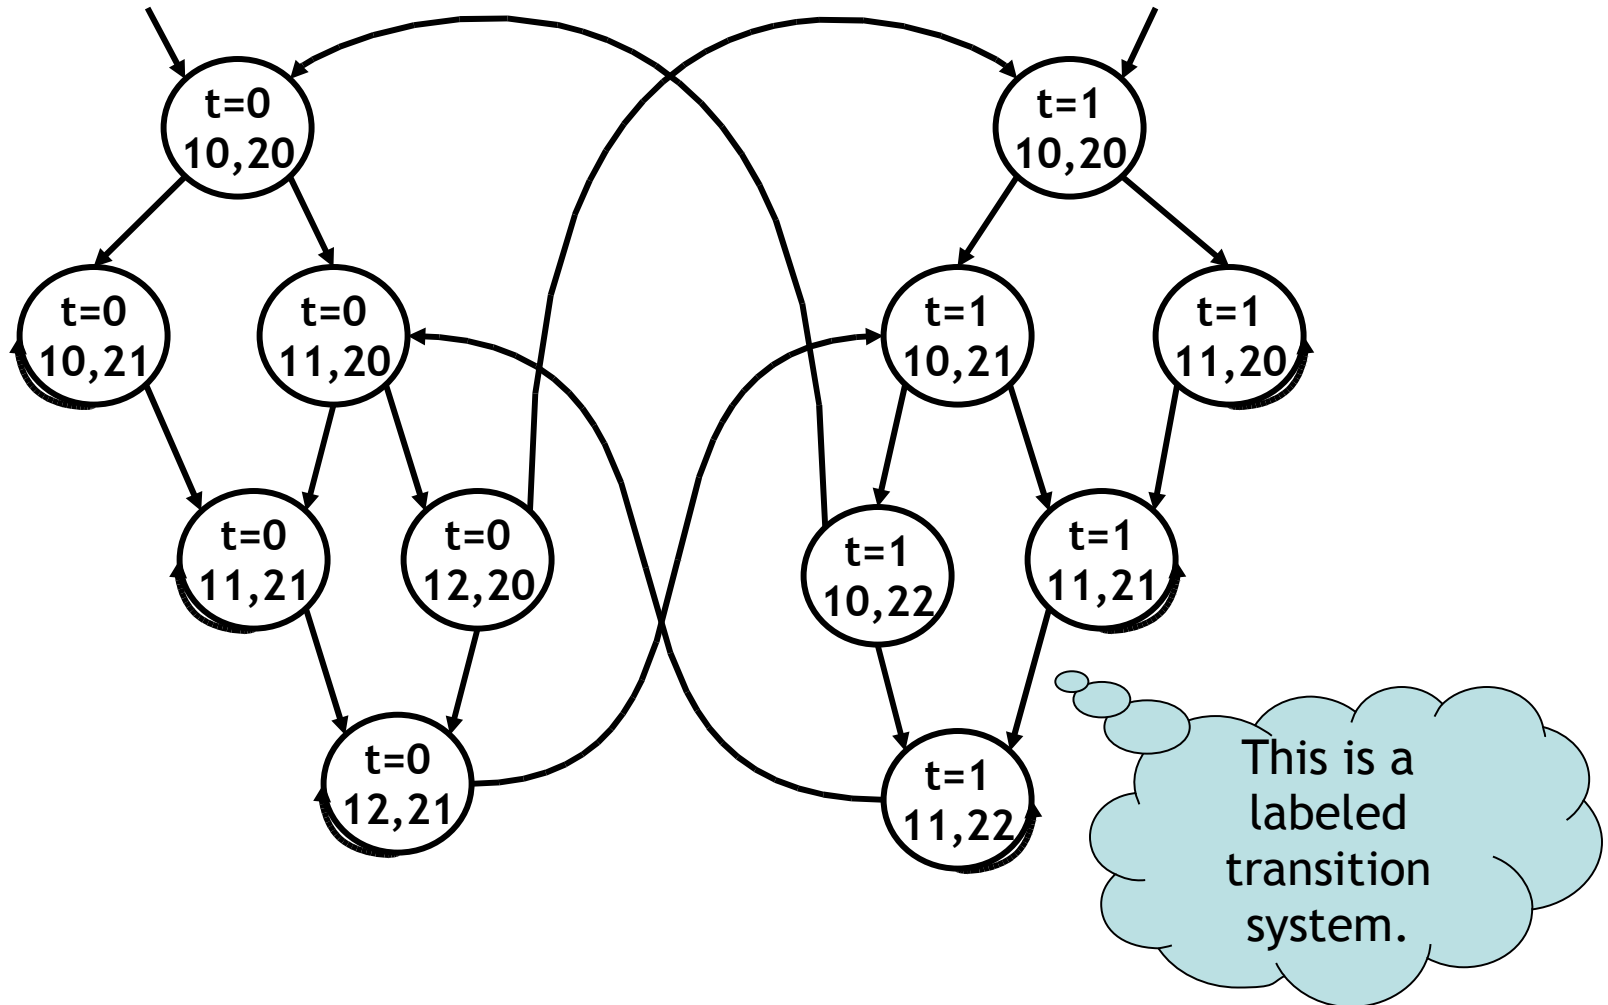 t=0
10,20
t=1
10,20
t=0
10,21
t=0
11,20
t=1
10,21
t=1
11,20
t=0
11,21
t=0
12,20
t=1
10,22
t=1
11,21
t=0
12,21
t=1
11,22
This is a
labeled
transition
system.